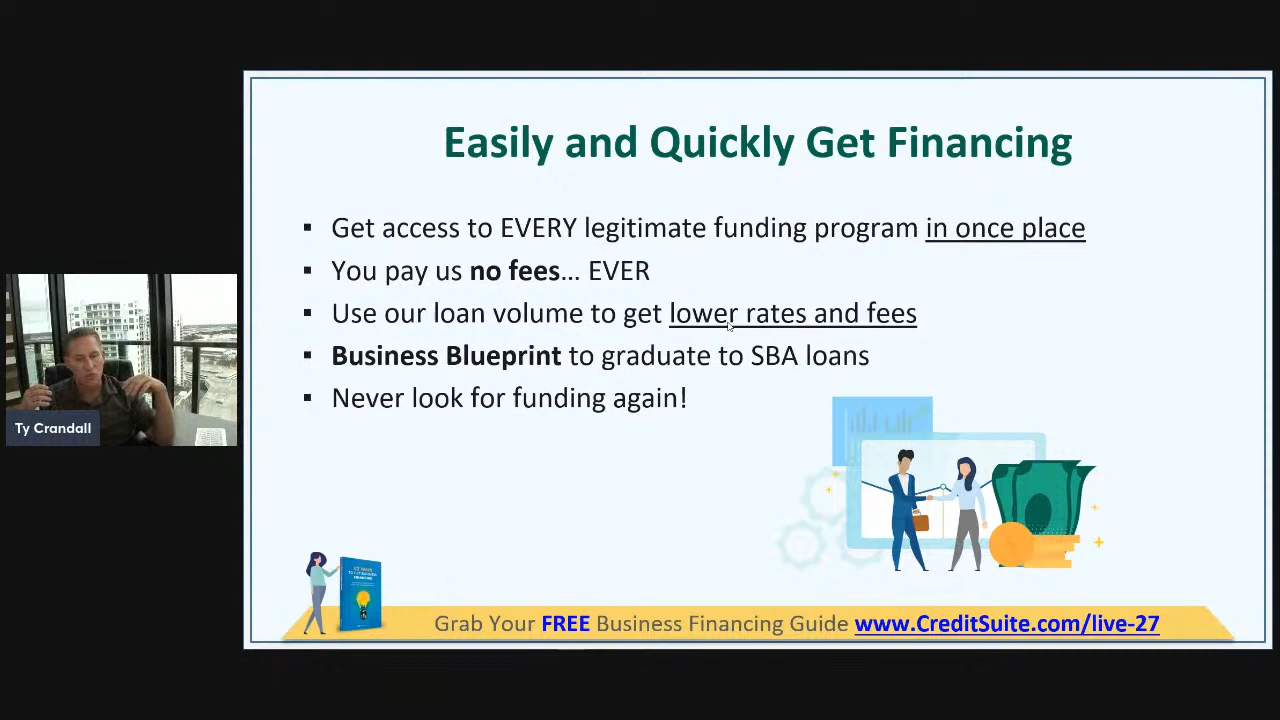 Easily and Quickly Get Financing
▪ Get access to EVERY legitimate funding program in once place
▪ You pay us no fees… EVER
▪ Use our loan volume to get lower rates and fees
▪ Business Blueprint to graduate to SBA loans
▪ Never look for funding again!
Ty Crandall
Grab Your FREE Business Financing Guide www.CreditSuite.com/live-27